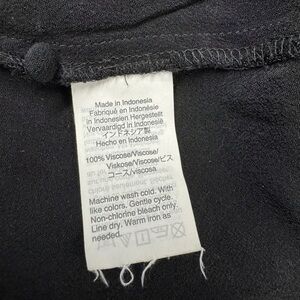 Made in Indonesia
Fabriqué en Indonésie
in Indonesien Hergestellt
Vervaardigd in Indonesië
インドネシア製
Hecho en Indonesia
100% Viscose/Viscose/
Viskose/Viscose/ビス
コース/viscosa
Machine wash cold. With
like colors, Gentle cycle.
Non-chlorine bleach only.
Line dry. Warm iron as
needed.